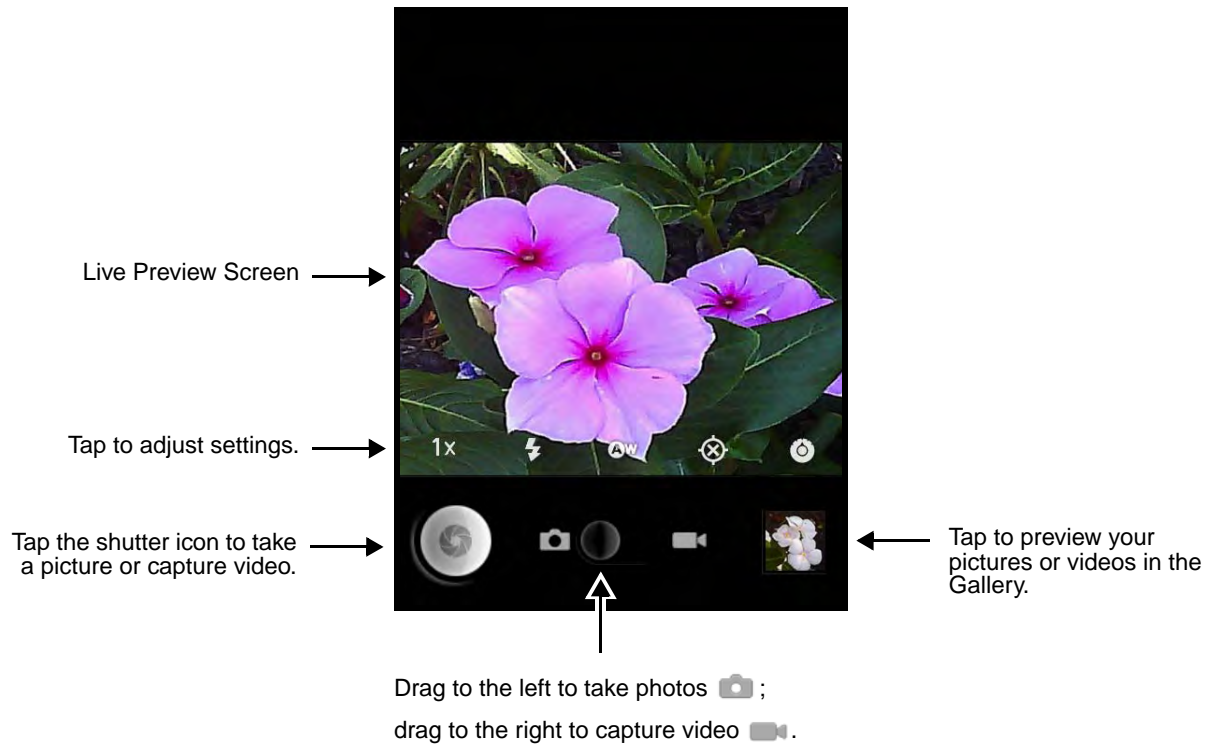 Live Preview Screen
Tap to adjust settings.
1x
AW
Tap the shutter icon to take
a picture or capture video.
Tap to preview your
pictures or videos in the
Gallery.
Drag to the left to take photos ;
drag to the right to capture video .